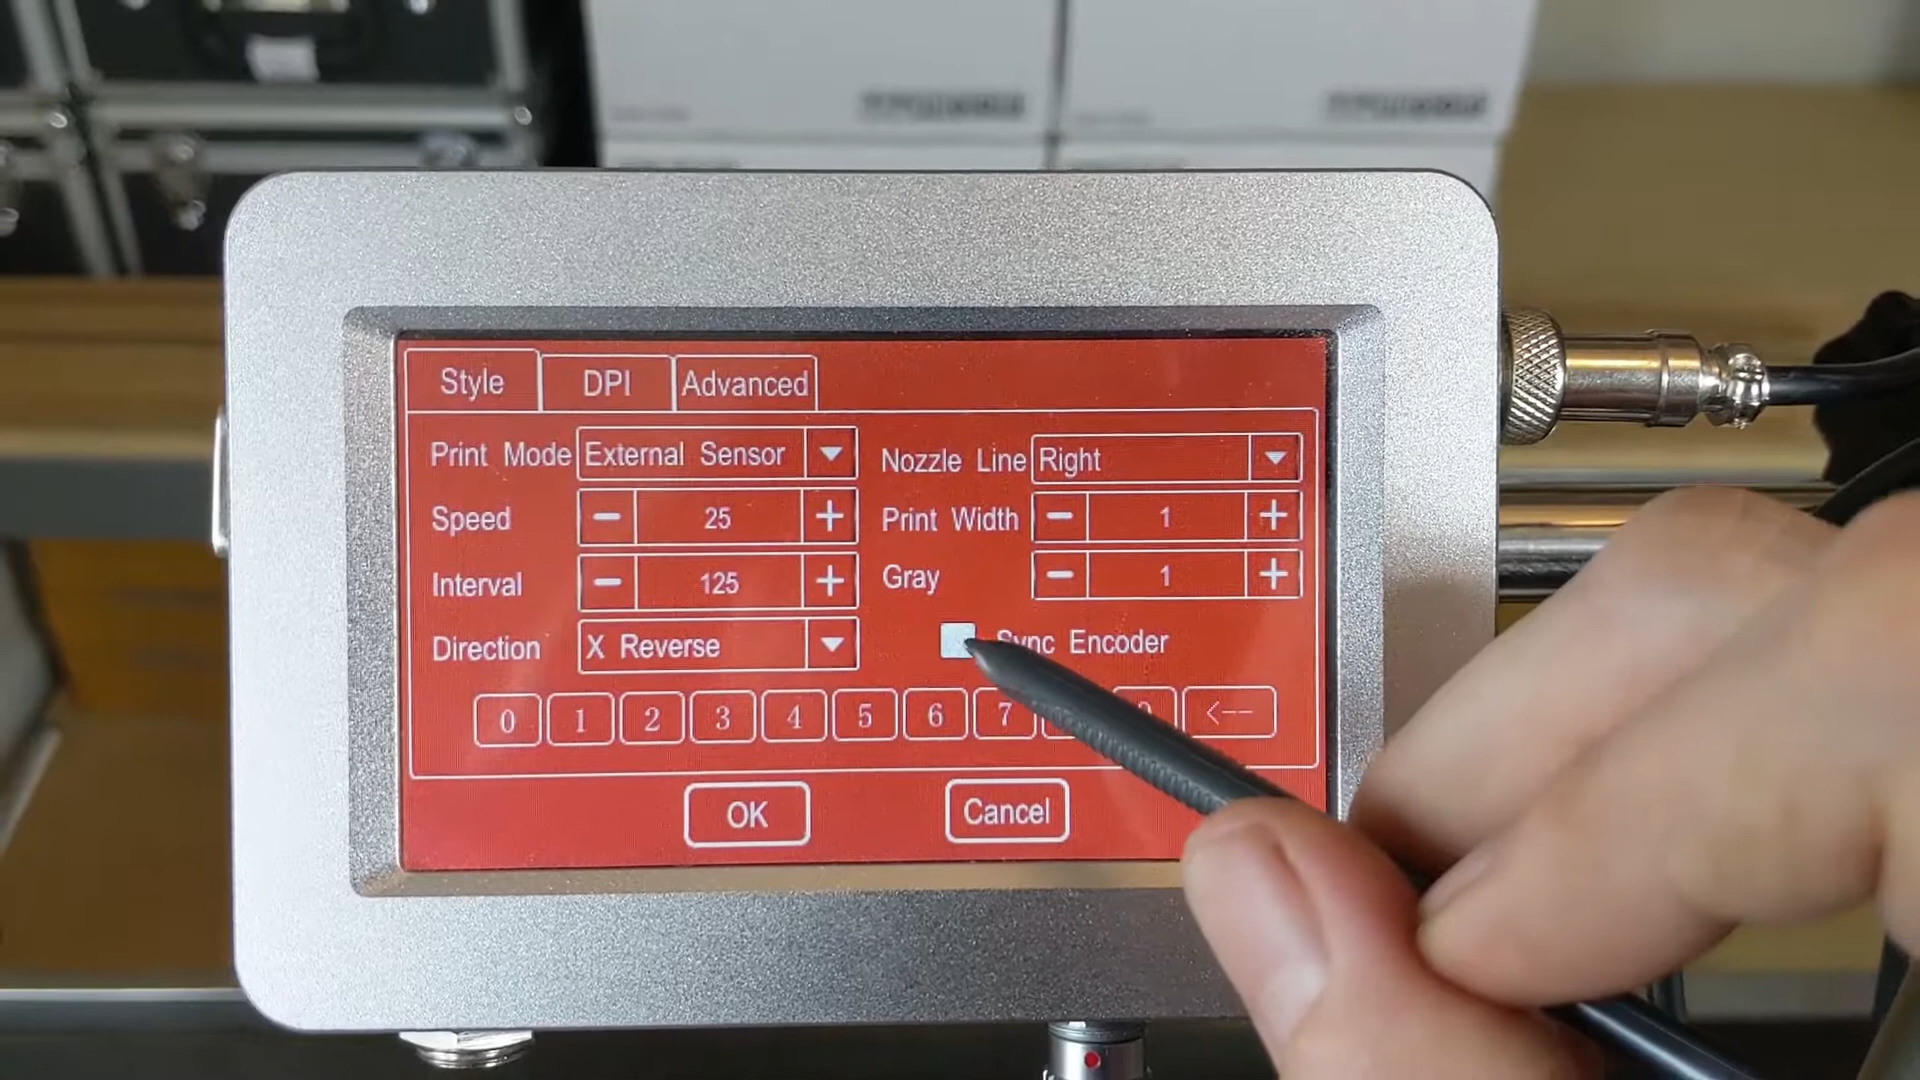 Style DPI Advanced
Print Mode External Sensor Nozzle Line Right
Speed − 25 + Print Width − 1 +
Interval − 125 + Gray − 1 +
Direction X Reverse Sync Encoder
0 1 2 3 4 5 6 7 9 <--
OK Cancel